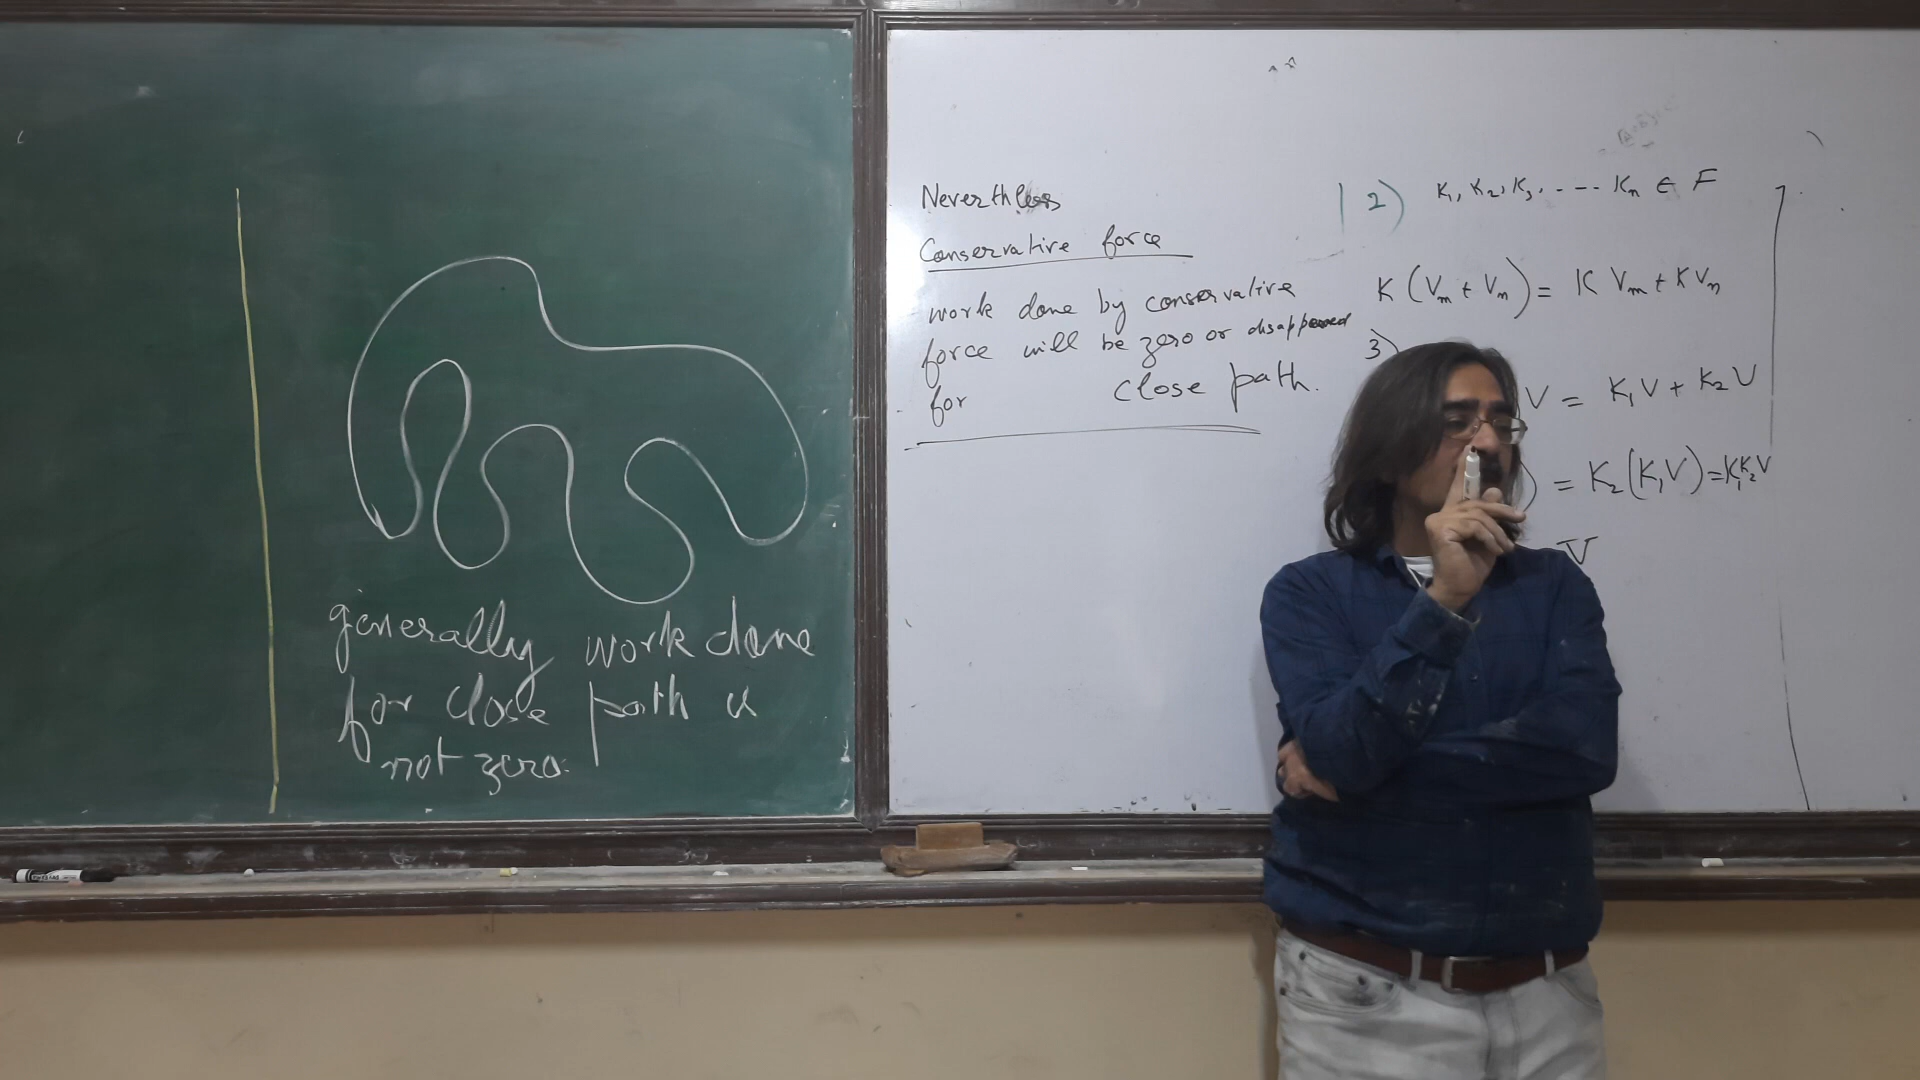 generally work done
for close path is
not zero.
Nevertheless
Conservative force
work done by conservative
force will be zero or disappeared
for close path.
2) K₁, K₂, K₃, ---- Kₙ ∈ F
K (Vₘ + Vₙ) = K Vₘ + K Vₙ
3)
V = K₁V + K₂V
) = K₂(K₁V) = K₁K₂V
V